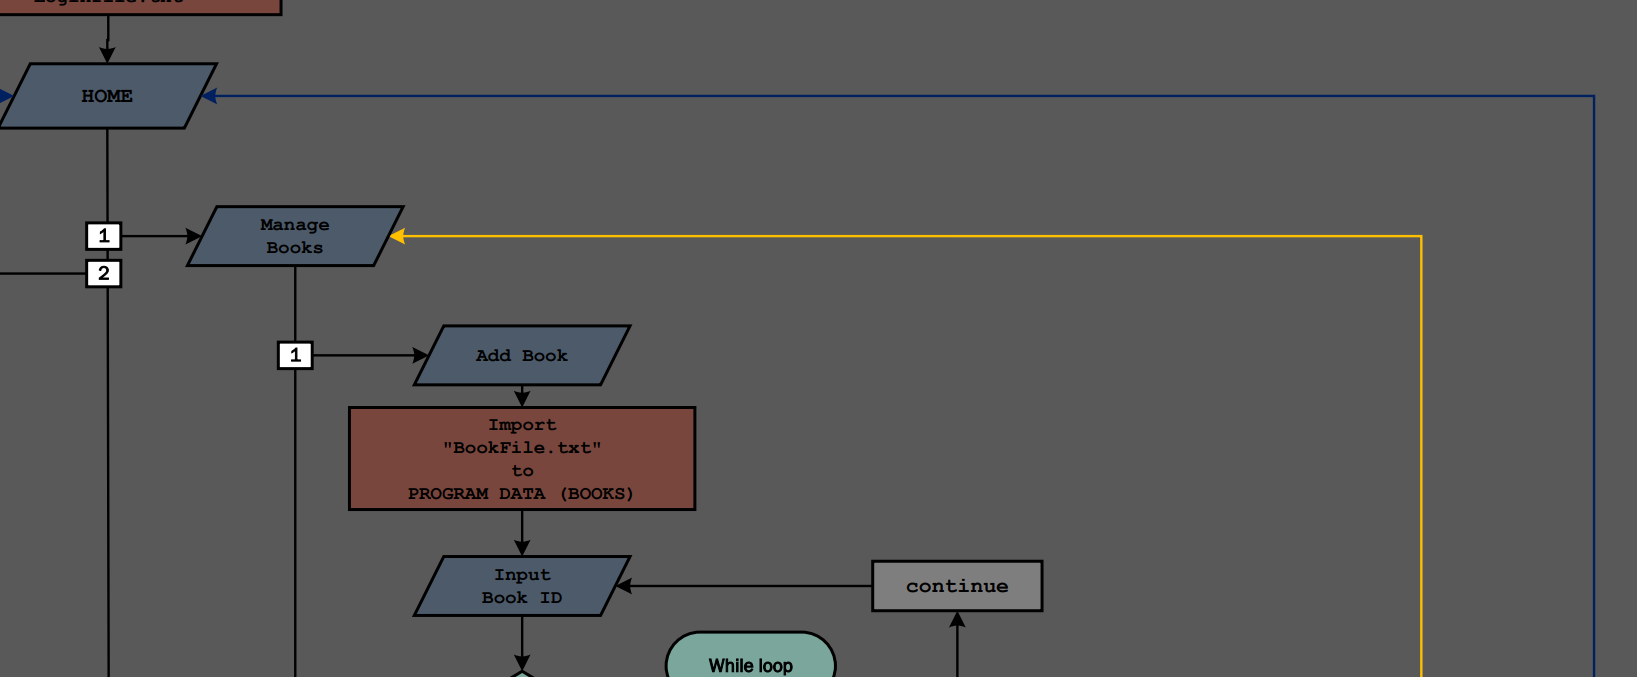 HOME
Manage
Books
1
2
1
Add Book
Import
"BookFile.txt"
to
PROGRAM DATA (BOOKS)
Input
Book ID
continue
While loop